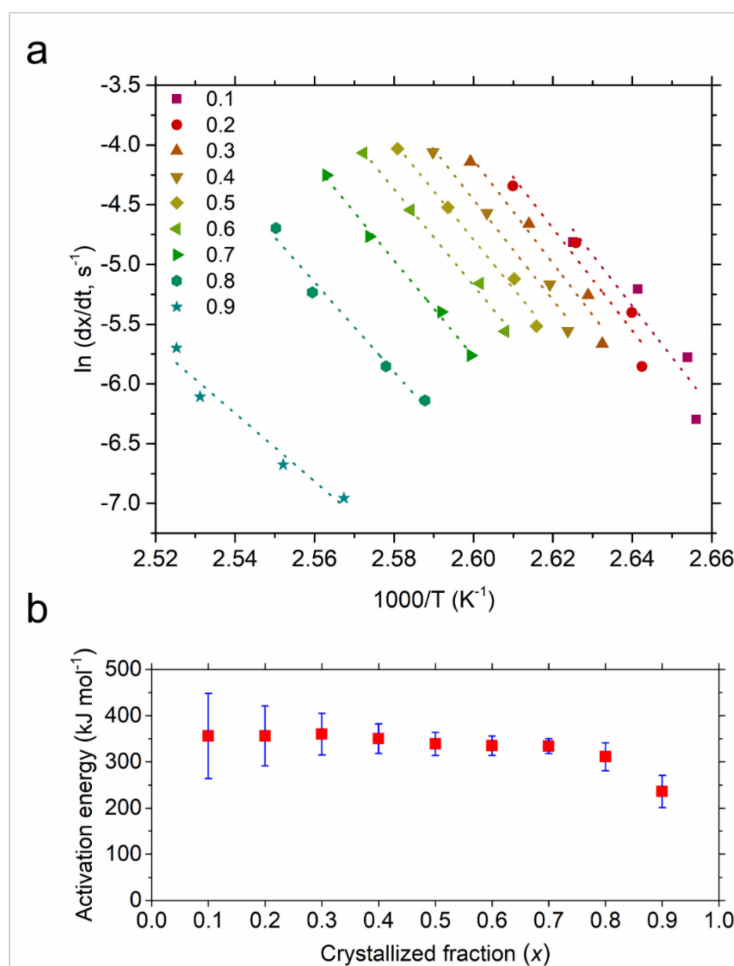 a
-3.5
-4.0
-4.5
-5.0
-5.5
-6.0
-6.5
-7.0
ln (dx/dt, s⁻¹)
0.1
0.2
0.3
0.4
0.5
0.6
0.7
0.8
0.9
2.52 2.54 2.56 2.58 2.60 2.62 2.64 2.66
1000/T (K⁻¹)
b
500
400
300
200
100
0
Activation energy (kJ mol⁻¹)
0.0 0.1 0.2 0.3 0.4 0.5 0.6 0.7 0.8 0.9 1.0
Crystallized fraction (x)